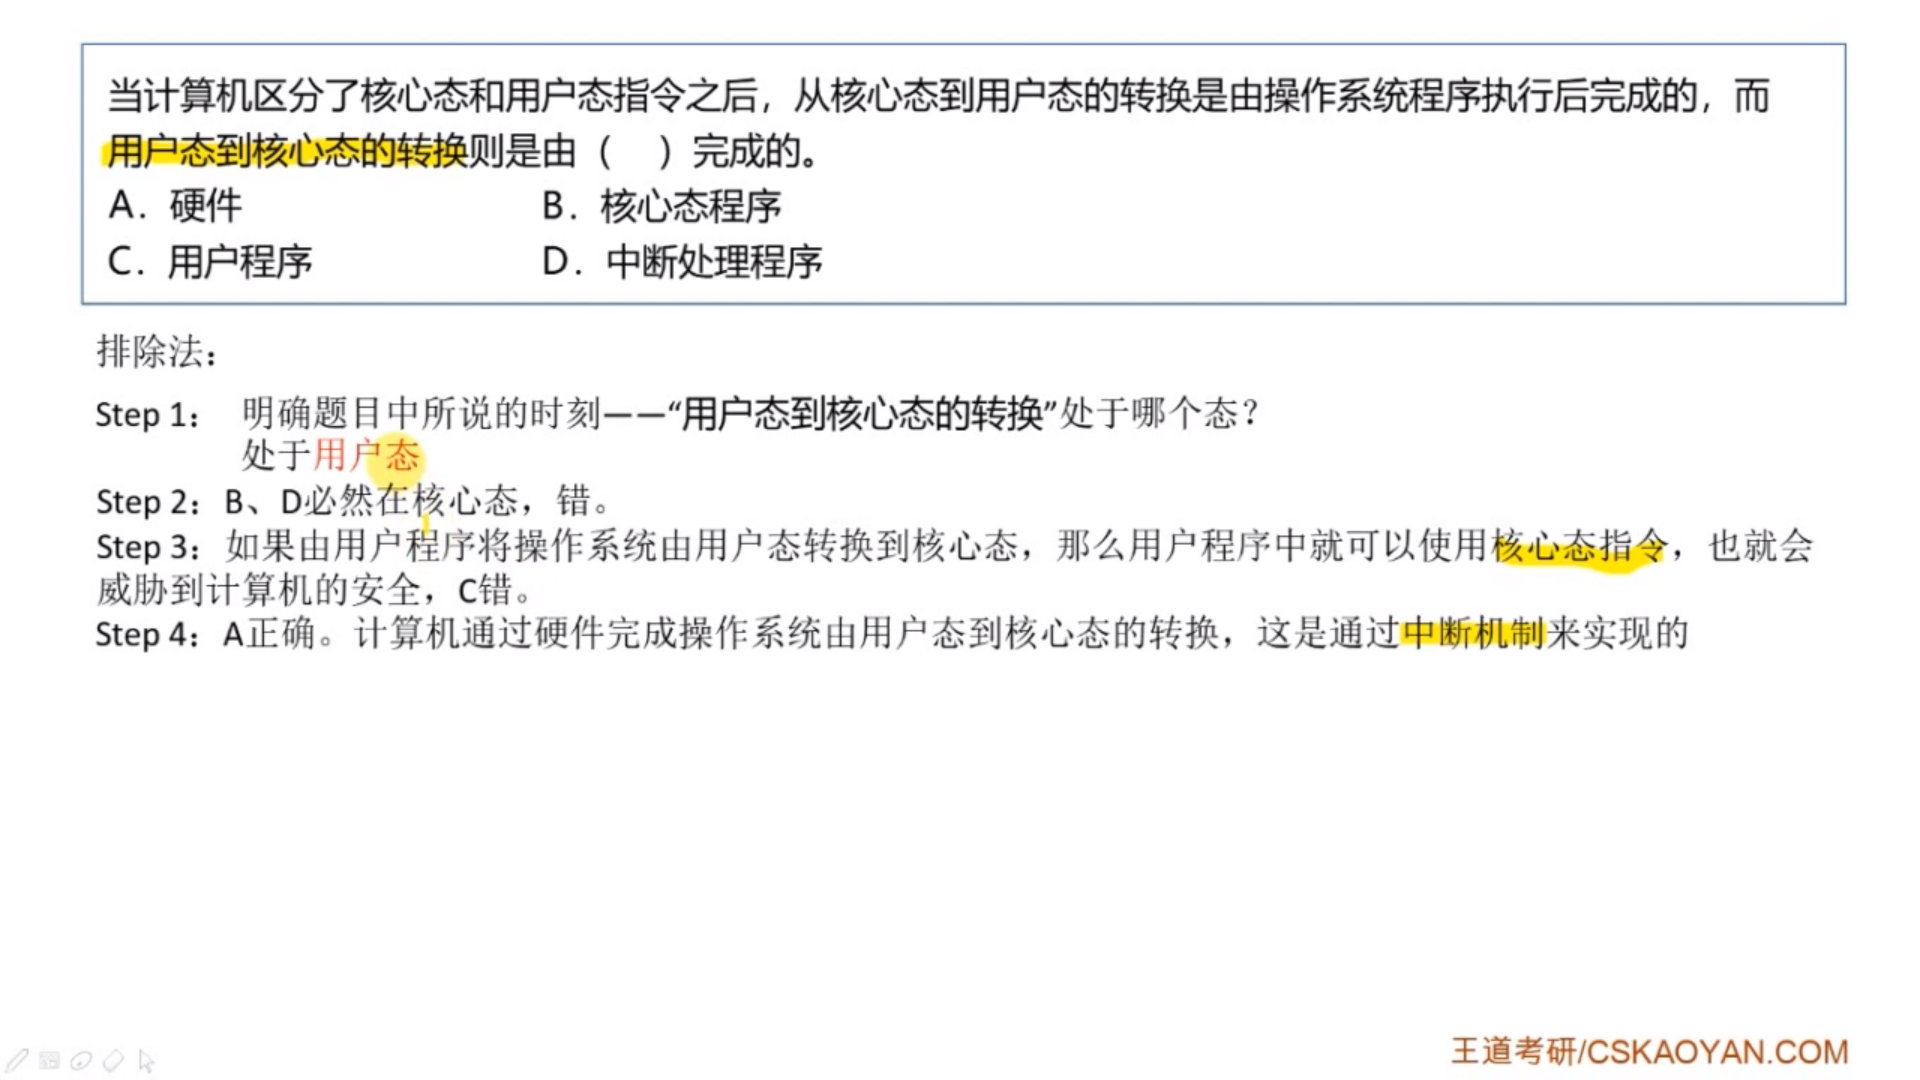 当计算机区分了核心态和用户态指令之后，从核心态到用户态的转换是由操作系统程序执行后完成的，而
用户态到核心态的转换则是由（　）完成的。
A. 硬件 B. 核心态程序
C. 用户程序 D. 中断处理程序
排除法：
Step 1： 明确题目中所说的时刻——“用户态到核心态的转换”处于哪个态？
处于用户态
Step 2：B、D必然在核心态，错。
Step 3：如果由用户程序将操作系统由用户态转换到核心态，那么用户程序中就可以使用核心态指令，也就会
威胁到计算机的安全，C错。
Step 4：A正确。计算机通过硬件完成操作系统由用户态到核心态的转换，这是通过中断机制来实现的
王道考研/CSKAOYAN.COM